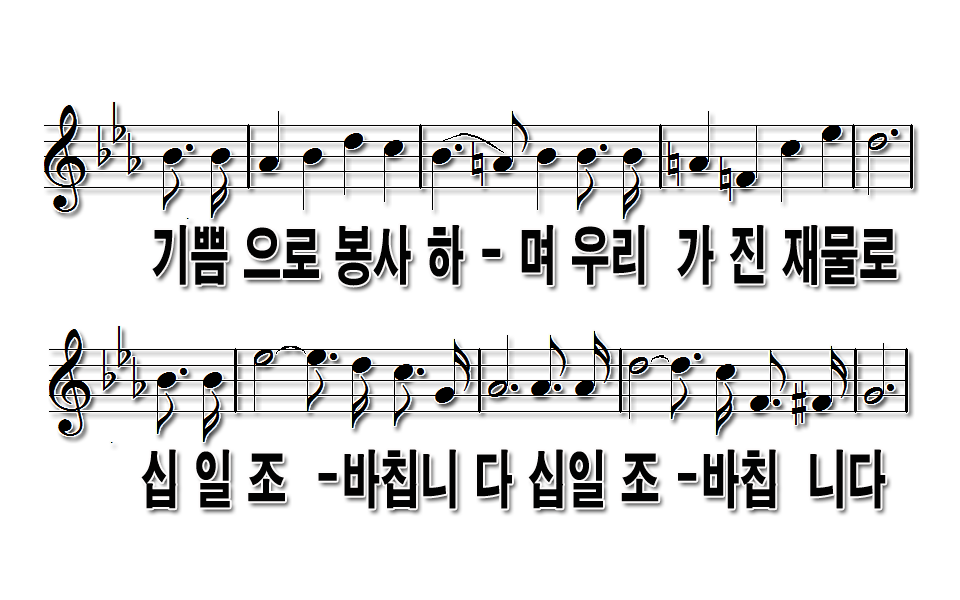 기쁨 으로 봉사 하 - 며 우리 가 진 재물로
십 일 조 -바칩니 다 십일 조 -바칩 니다